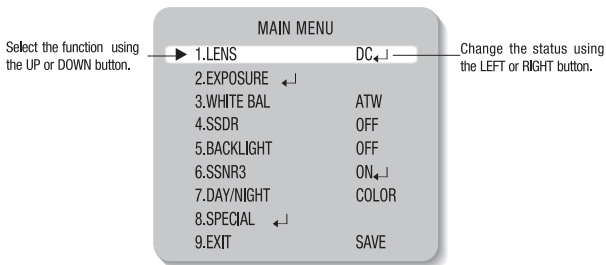 MAIN MENU
Select the function using
the UP or DOWN button.
▶ 1.LENS DC↵
Change the status using
the LEFT or RIGHT button.
2.EXPOSURE ↵
3.WHITE BAL ATW
4.SSDR OFF
5.BACKLIGHT OFF
6.SSNR3 ON↵
7.DAY/NIGHT COLOR
8.SPECIAL ↵
9.EXIT SAVE